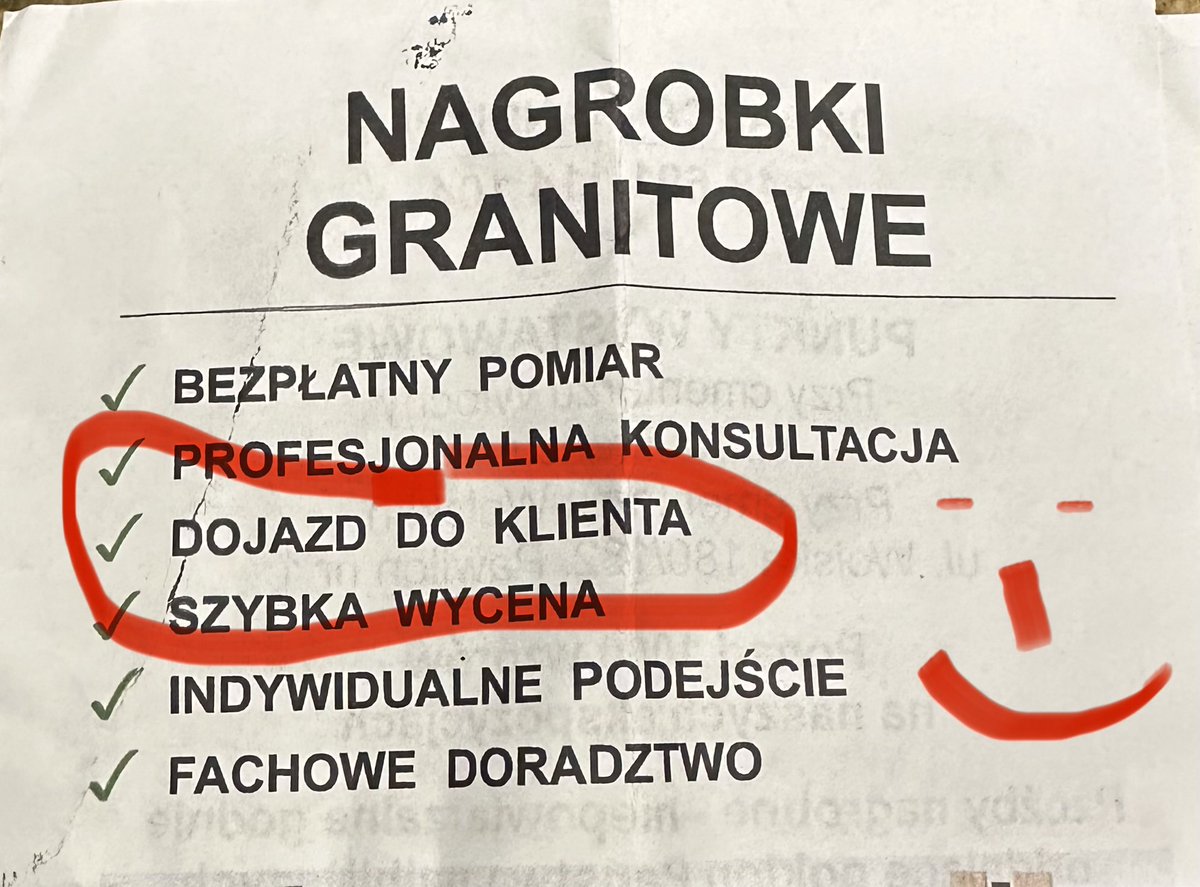 NAGROBKI
GRANITOWE
✓ BEZPŁATNY POMIAR
✓ PROFESJONALNA KONSULTACJA
✓ DOJAZD DO KLIENTA
✓ SZYBKA WYCENA
✓ INDYWIDUALNE PODEJŚCIE
✓ FACHOWE DORADZTWO